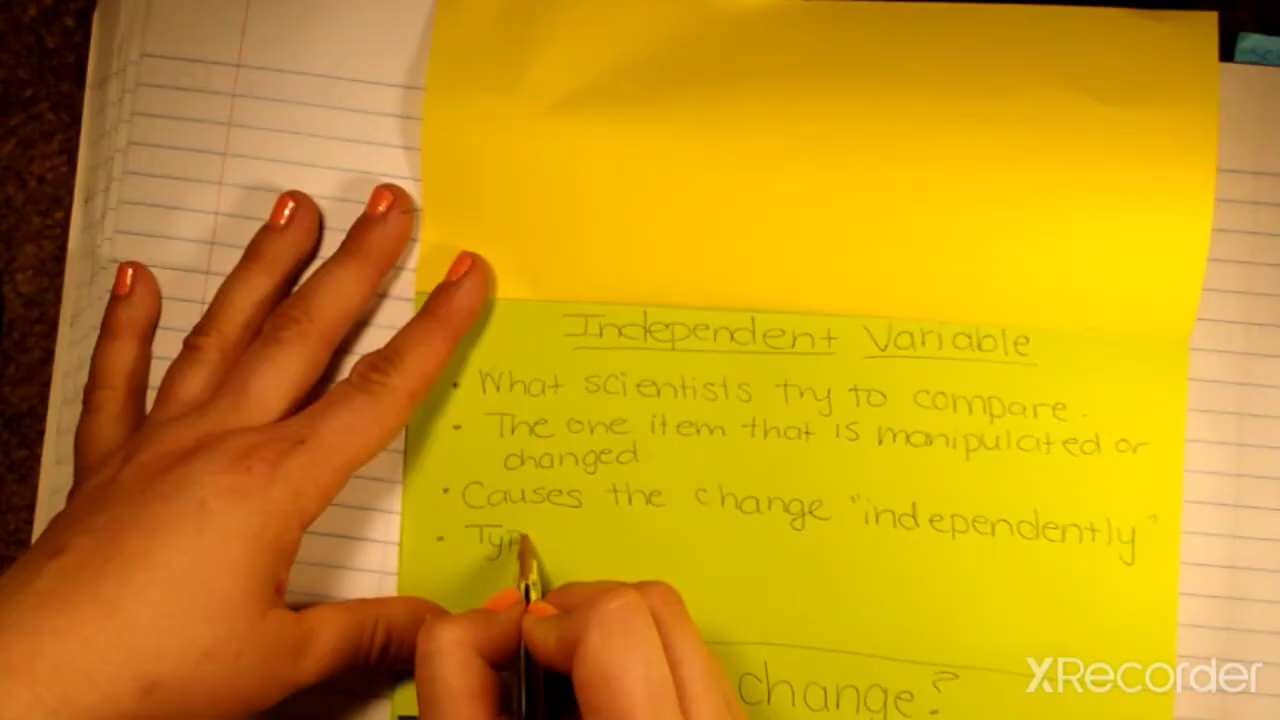 Independent Variable
• What scientists try to compare.
• The one item that is manipulated or
changed
• Causes the change "independently"
• Typ
change?
XRecorder